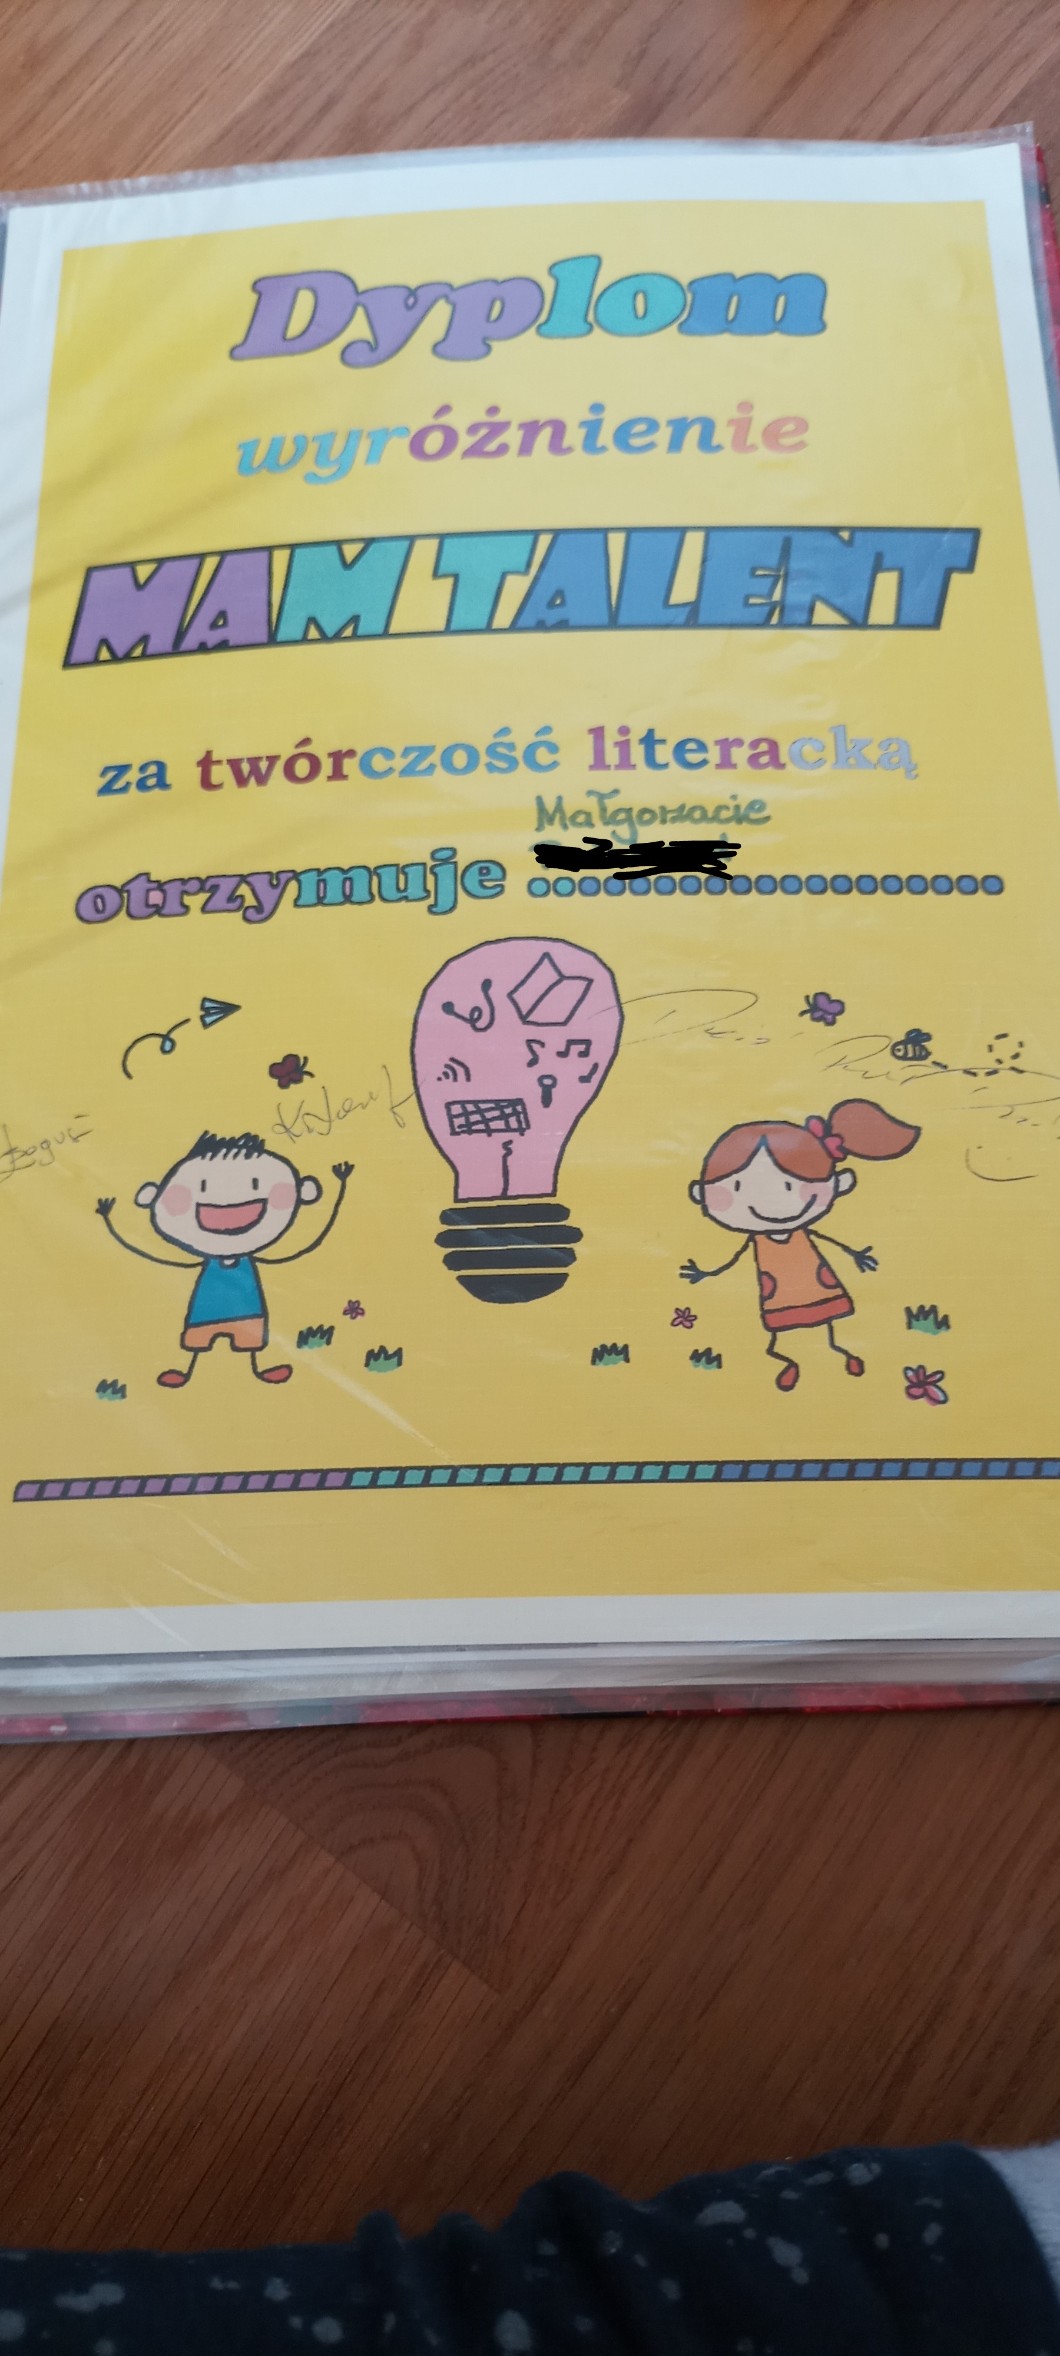 Dyplom
wyróżnienie
MAM TALENT
za twórczość literacką
Małgorzacie
otrzymuje